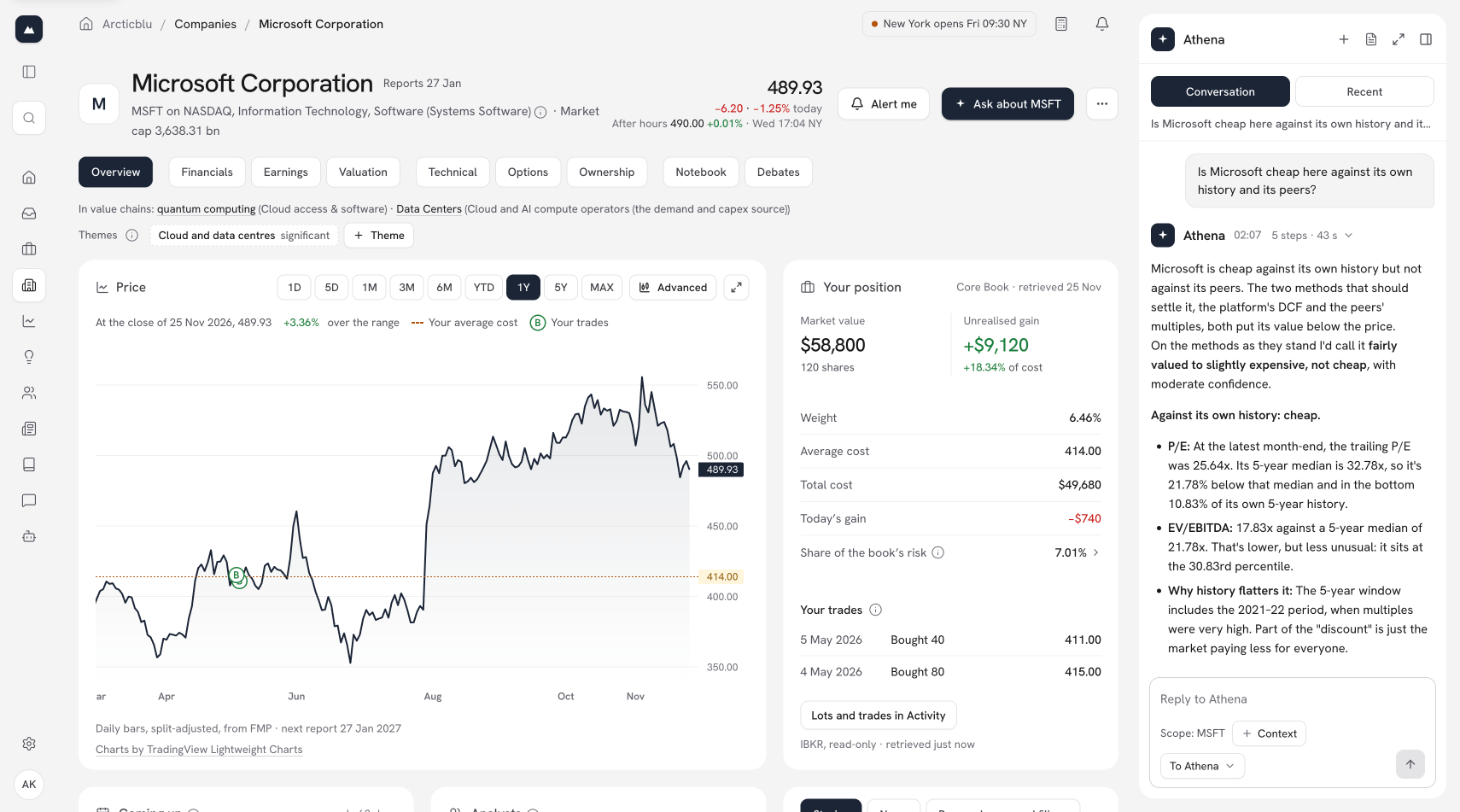 Arcticblu / Companies / Microsoft Corporation
New York opens Fri 09:30 NY
M
Microsoft Corporation Reports 27 Jan
MSFT on NASDAQ, Information Technology, Software (Systems Software) · Market
cap 3,638.31 bn
489.93
−6.20 · −1.25% today
After hours 490.00 +0.01% · Wed 17:04 NY
Alert me
Ask about MSFT
Overview Financials Earnings Valuation Technical Options Ownership Notebook Debates
In value chains: quantum computing (Cloud access & software) · Data Centers (Cloud and AI compute operators (the demand and capex source))
Themes Cloud and data centres significant + Theme
Price 1D 5D 1M 3M 6M YTD 1Y 5Y MAX Advanced
At the close of 25 Nov 2026, 489.93 +3.36% over the range Your average cost B Your trades
550.00
500.00
489.93
450.00
414.00
400.00
350.00
B
ar Apr Jun Aug Oct Nov
Daily bars, split-adjusted, from FMP · next report 27 Jan 2027
Charts by TradingView Lightweight Charts
Your position Core Book · retrieved 25 Nov
Market value Unrealised gain
$58,800 +$9,120
120 shares +18.34% of cost
Weight 6.46%
Average cost 414.00
Total cost $49,680
Today's gain −$740
Share of the book's risk 7.01%
Your trades
5 May 2026 Bought 40 411.00
4 May 2026 Bought 80 415.00
Lots and trades in Activity
IBKR, read-only · retrieved just now
AK
Athena
Conversation Recent
Is Microsoft cheap here against its own history and it...
Is Microsoft cheap here against its own
history and its peers?
Athena 02:07 5 steps · 43 s
Microsoft is cheap against its own history but not
against its peers. The two methods that should
settle it, the platform's DCF and the peers'
multiples, both put its value below the price.
On the methods as they stand I'd call it fairly
valued to slightly expensive, not cheap, with
moderate confidence.
Against its own history: cheap.
• P/E: At the latest month-end, the trailing P/E
was 25.64x. Its 5-year median is 32.78x, so it's
21.78% below that median and in the bottom
10.83% of its own 5-year history.
• EV/EBITDA: 17.83x against a 5-year median of
21.78x. That's lower, but less unusual: it sits at
the 30.83rd percentile.
• Why history flatters it: The 5-year window
includes the 2021-22 period, when multiples
were very high. Part of the "discount" is just the
market paying less for everyone.
Reply to Athena
Scope: MSFT + Context
To Athena